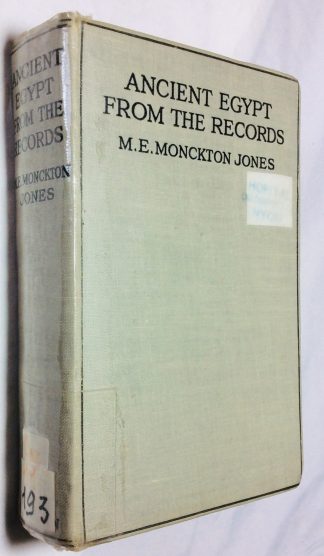 ANCIENT
EGYPT
FROM THE
RECORDS
M.E. MONCKTON
JONES
193.
ANCIENT EGYPT
FROM THE RECORDS
M.E.MONCKTON JONES